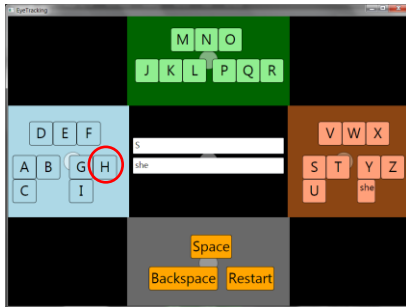 EyeTracking
M N O
J K L P Q R
D E F
A B G H
C I
S
she
V W X
S T Y Z
U she
Space
Backspace Restart